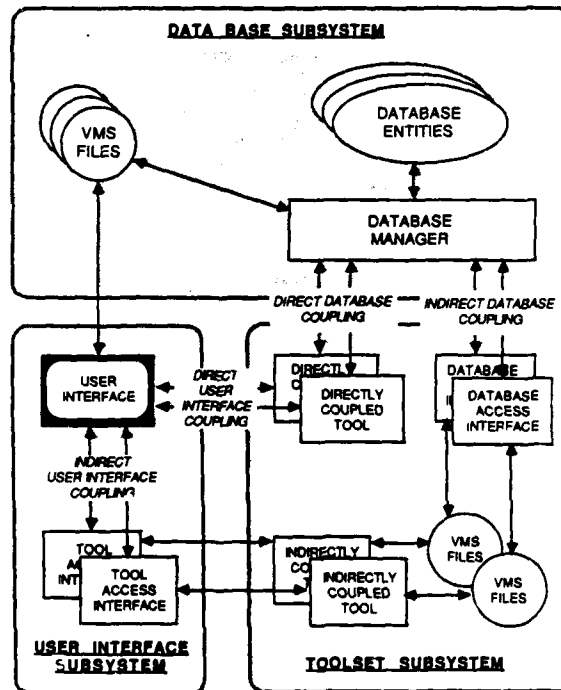 DATA BASE SUBSYSTEM
VMS
FILES
DATABASE
ENTITIES
DATABASE
MANAGER
DIRECT DATABASE
COUPLING
INDIRECT DATABASE
COUPLING
USER
INTERFACE
DIRECT
USER
INTERFACE
COUPLING
DIRECTLY
DIRECTLY
COUPLED
TOOL
DATABASE
DATABASE
ACCESS
INTERFACE
INDIRECT
USER INTERFACE
COUPLING
TOOL
TOOL
ACCESS
INTERFACE
INDIRECTLY
INDIRECTLY
COUPLED
TOOL
VMS
FILES
VMS
FILES
USER INTERFACE
SUBSYSTEM
TOOLSET SUBSYSTEM